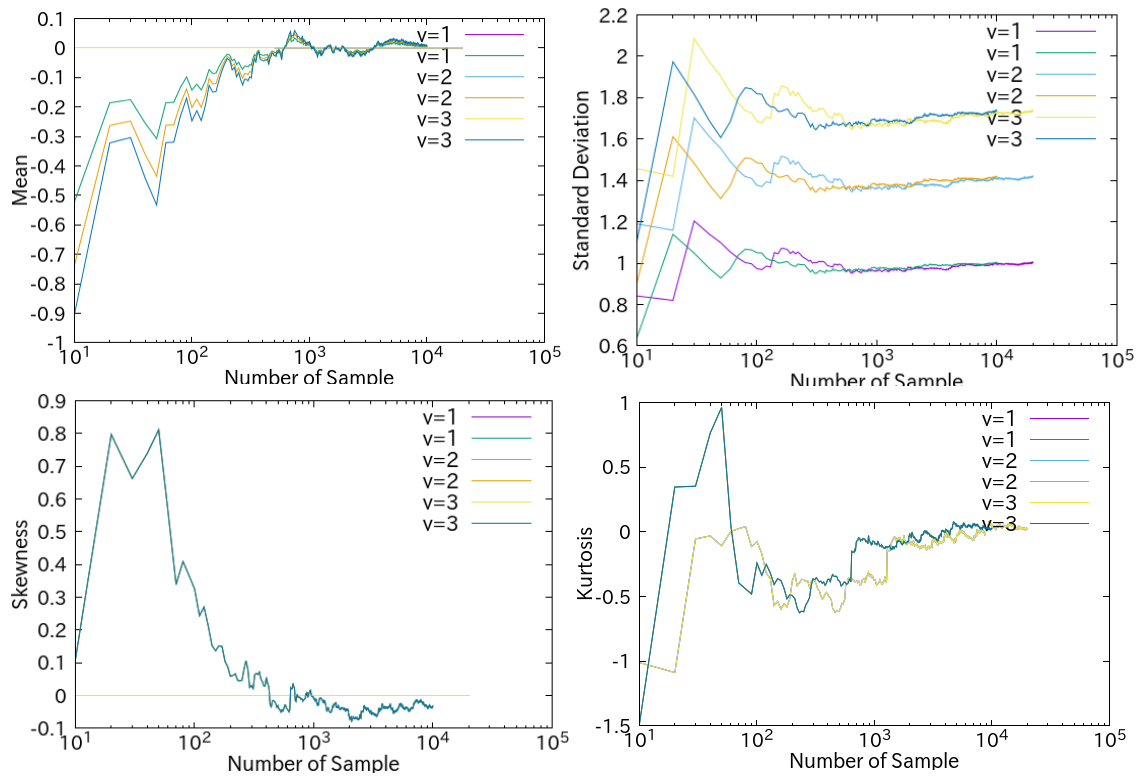 0.1
0
-0.1
-0.2
-0.3
-0.4
-0.5
-0.6
-0.7
-0.8
-0.9
-1
Mean
10^1 10^2 10^3 10^4 10^5
Number of Sample
v=1
v=1
v=2
v=2
v=3
v=3
2.2
2
1.8
1.6
1.4
1.2
1
0.8
0.6
Standard Deviation
10^1 10^2 10^3 10^4 10^5
Number of Sample
v=1
v=1
v=2
v=2
v=3
v=3
0.9
0.8
0.7
0.6
0.5
0.4
0.3
0.2
0.1
0
-0.1
Skewness
10^1 10^2 10^3 10^4 10^5
Number of Sample
v=1
v=1
v=2
v=2
v=3
v=3
1
0.5
0
-0.5
-1
-1.5
Kurtosis
10^1 10^2 10^3 10^4 10^5
Number of Sample
v=1
v=1
v=2
v=2
v=3
v=3